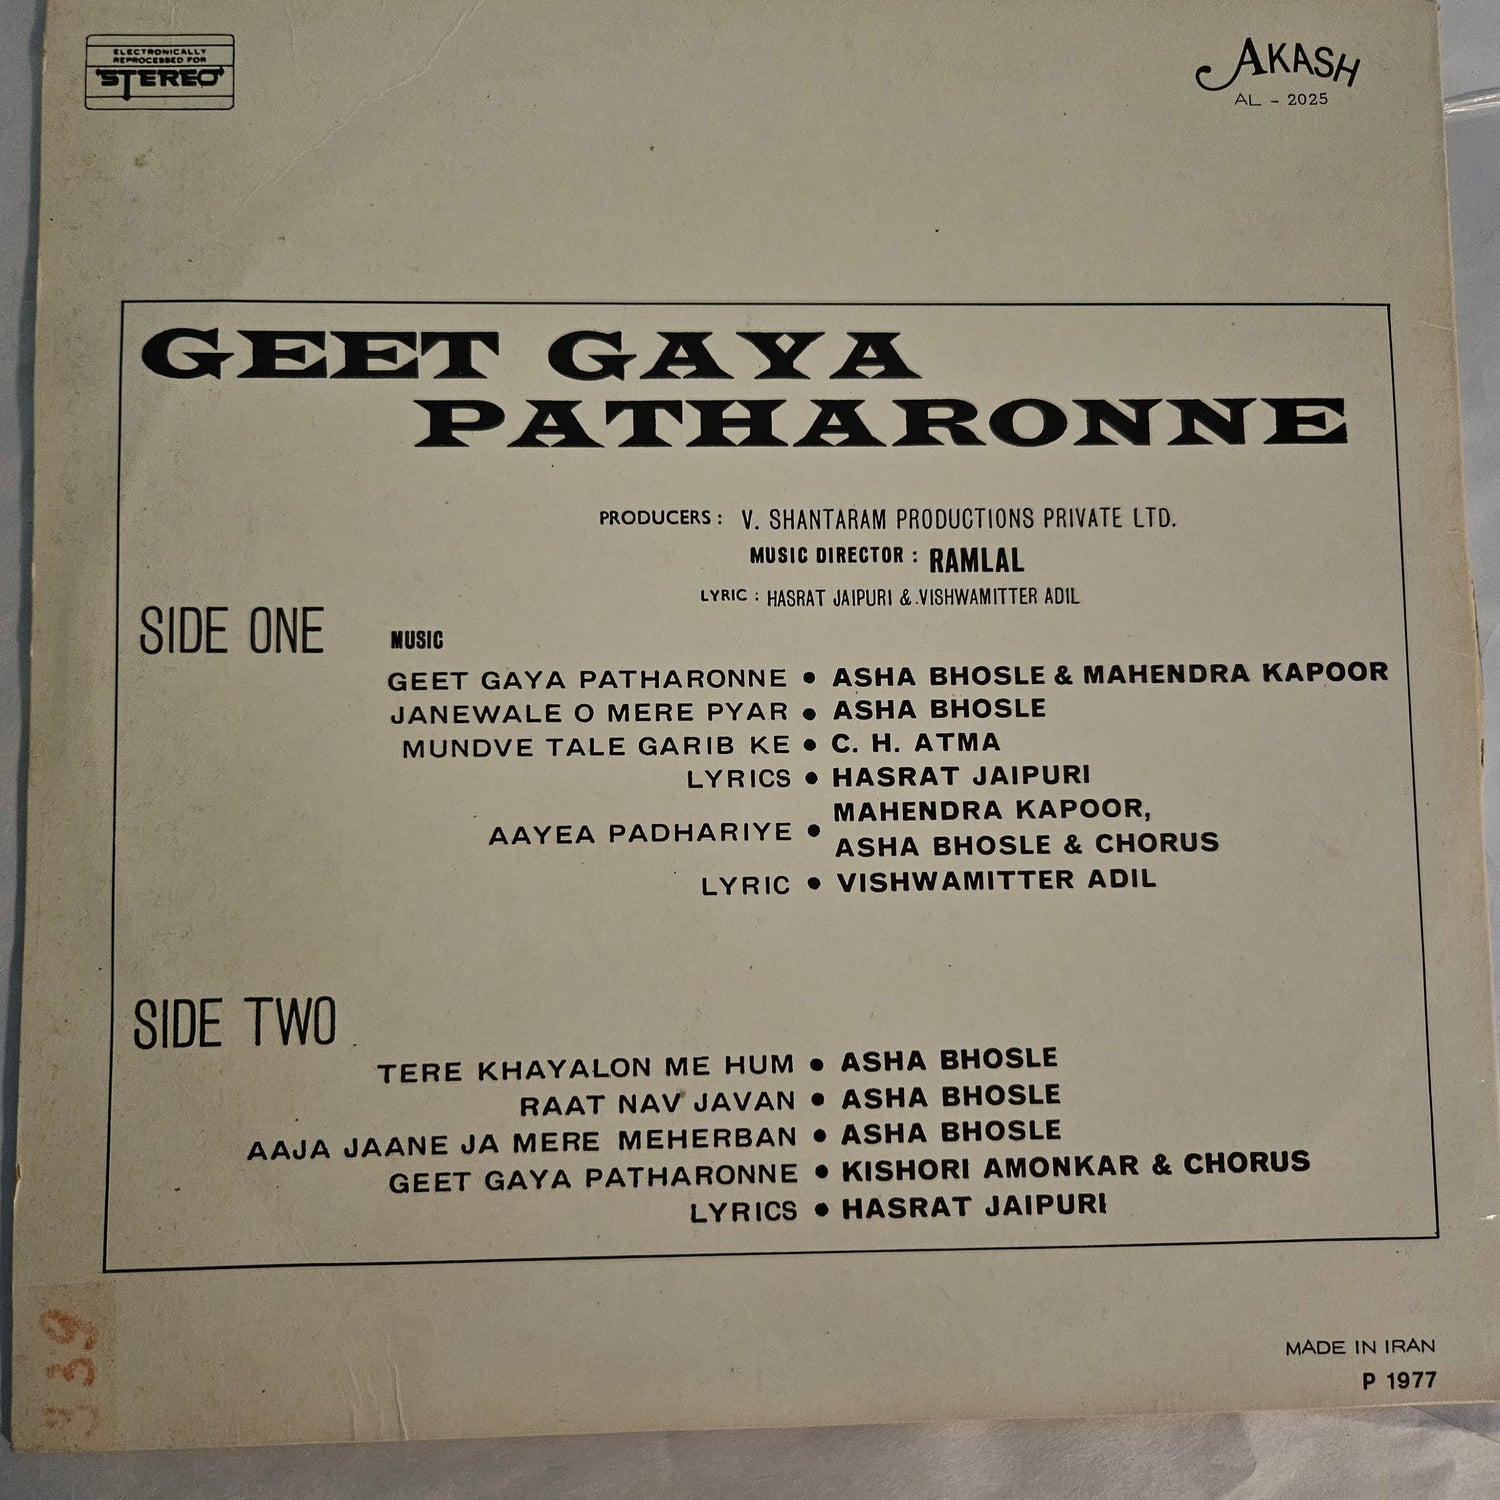 ELECTRONICALLY
REPROCESSED FOR
STEREO
AKASH
AL - 2025
GEET GAYA
PATHARONNE
PRODUCERS: V. SHANTARAM PRODUCTIONS PRIVATE LTD.
MUSIC DIRECTOR: RAMLAL
LYRIC: HASRAT JAIPURI & VISHWAMITTER ADIL
SIDE ONE MUSIC
GEET GAYA PATHARONNE • ASHA BHOSLE & MAHENDRA KAPOOR
JANEWALE O MERE PYAR • ASHA BHOSLE
MUNDVE TALE GARIB KE • C. H. ATMA
LYRICS • HASRAT JAIPURI
AAYEA PADHARIYE • MAHENDRA KAPOOR,
ASHA BHOSLE & CHORUS
LYRIC • VISHWAMITTER ADIL
SIDE TWO
TERE KHAYALON ME HUM • ASHA BHOSLE
RAAT NAV JAVAN • ASHA BHOSLE
AAJA JAANE JA MERE MEHERBAN • ASHA BHOSLE
GEET GAYA PATHARONNE • KISHORI AMONKAR & CHORUS
LYRICS • HASRAT JAIPURI
MADE IN IRAN
P 1977